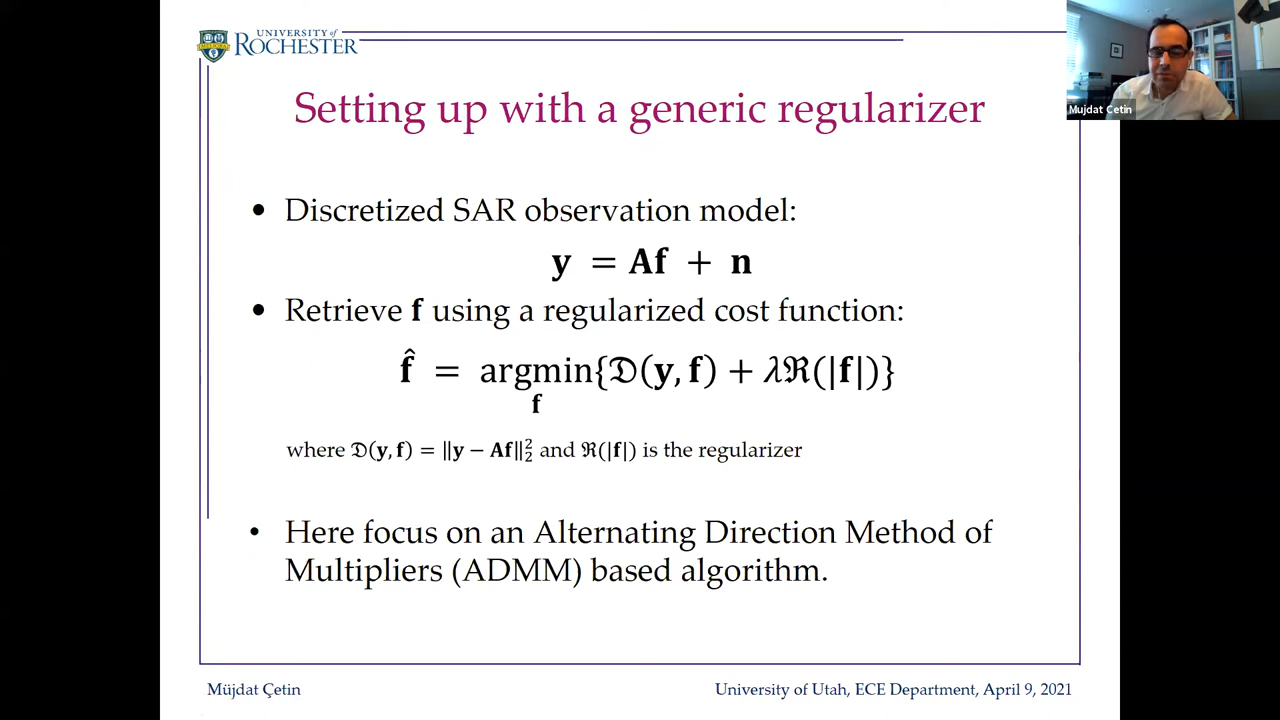 UNIVERSITY of
ROCHESTER
Mujdat Cetin
Setting up with a generic regularizer
• Discretized SAR observation model:
y = Af + n
• Retrieve f using a regularized cost function:
f̂ = argmin{𝔇(y, f) + λℜ(|f|)}
f
where 𝔇(y, f) = ‖y − Af‖₂² and ℜ(|f|) is the regularizer
• Here focus on an Alternating Direction Method of
Multipliers (ADMM) based algorithm.
Müjdat Çetin
University of Utah, ECE Department, April 9, 2021